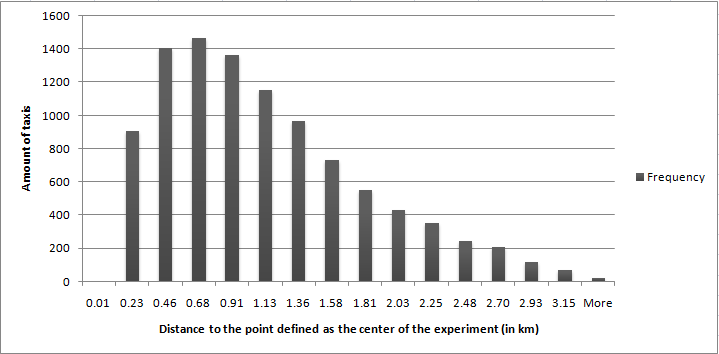 1600
1400
1200
1000
800
600
400
200
0
Amount of taxis
0.01 0.23 0.46 0.68 0.91 1.13 1.36 1.58 1.81 2.03 2.25 2.48 2.70 2.93 3.15 More
Distance to the point defined as the center of the experiment (in km)
Frequency